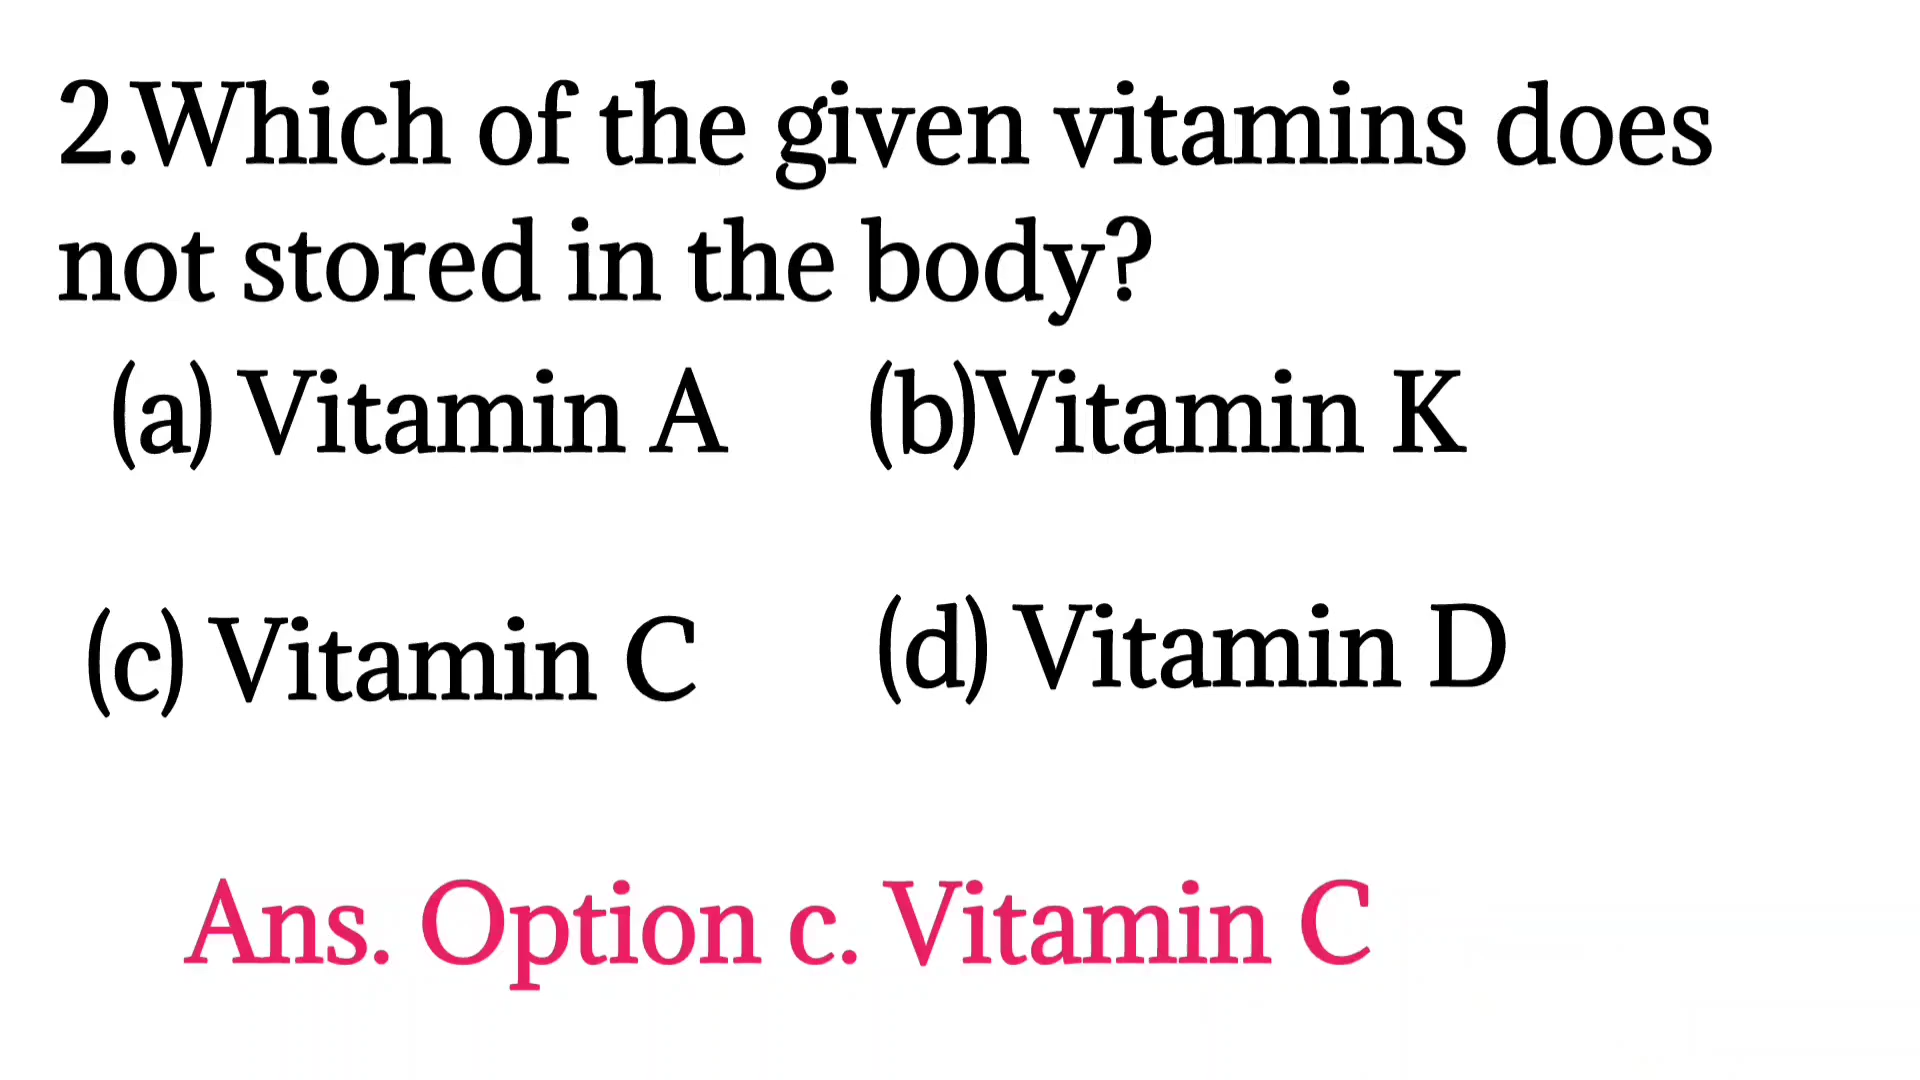 2.Which of the given vitamins does
not stored in the body?
(a) Vitamin A (b)Vitamin K
(c) Vitamin C (d) Vitamin D
Ans. Option c. Vitamin C